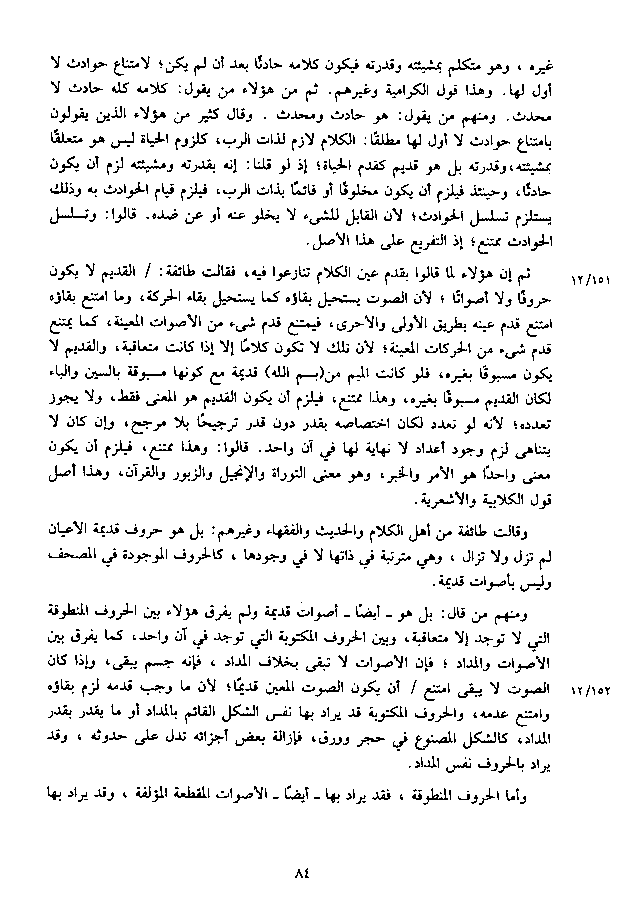 غيره ، وهو متكلم بمشيئته وقدرته فيكون كلامه حادثًا بعد أن لم يكن؛ لامتناع حوادث لا
أول لها. وهذا قول الكرامية وغيرهم. ثم من هؤلاء من يقول: كلامه كله حادث لا
محدث. ومنهم من يقول: هو حادث ومحدث . وقال كثير من هؤلاء الذين يقولون
بامتناع حوادث لا أول لها مطلقًا: الكلام لازم لذات الرب، كلزوم الحياة ليس هو متعلقًا
بمشيئته،وقدرته بل هو قديم كقدم الحياة؛ إذ لو قلنا: إنه بقدرته ومشيئته لزم أن يكون
حادثًا، وحينئذ فيلزم أن يكون مخلوقًا أو قائمًا بذات الرب، فيلزم قيام الحوادث به وذلك
يستلزم تسلسل الحوادث؛ لأن القابل للشىء لا يخلو عنه أو عن ضده. قالوا: وتسلسل
الحوادث ممتنع؛ إذ التفريع على هذا الأصل.
١٢/١٥١ ثم إن هؤلاء لما قالوا بقدم عين الكلام تنازعوا فيه، فقالت طائفة: / القديم لا يكون
حروفًا ولا أصواتًا ؛ لأن الصوت يستحيل بقاؤه كما يستحيل بقاء الحركة، وما امتنع بقاؤه
امتنع قدم عينه بطريق الأولى والأحرى، فيمتنع قدم شىء من الأصوات المعينة، كما يمتنع
قدم شىء من الحركات المعينة؛ لأن تلك لا تكون كلامًا إلا إذا كانت متعاقبة، والقديم لا
يكون مسبوقًا بغيره، فلو كانت الميم من(بسم الله) قديمة مع كونها مسبوقة بالسين والباء
لكان القديم مسبوقًا بغيره، وهذا ممتنع، فيلزم أن يكون القديم هو المعنى فقط، ولا يجوز
تعدده؛ لأنه لو تعدد لكان اختصاصه بقدر دون قدر ترجيحًا بلا مرجح، وإن كان لا
يتناهى لزم وجود أعداد لا نهاية لها في آن واحد. قالوا: وهذا ممتنع، فيلزم أن يكون
معنى واحدًا هو الأمر والخبر، وهو معنى التوراة والإنجيل والزبور والقرآن، وهذا أصل
قول الكلابية والأشعرية.
وقالت طائفة من أهل الكلام والحديث والفقهاء وغيرهم: بل هو حروف قديمة الأعيان
لم تزل ولا تزال ، وهي مترتبة في ذاتها لا في وجودها ، كالحروف الموجودة في المصحف
وليس بأصوات قديمة.
ومنهم من قال: بل هو ـ أيضًا ـ أصوات قديمة ولم يفرق هؤلاء بين الحروف المنطوقة
التي لا توجد إلا متعاقبة، وبين الحروف المكتوبة التي توجد في آن واحد، كما يفرق بين
الأصوات والمداد ؛ فإن الأصوات لا تبقى بخلاف المداد ، فإنه جسم يبقى، وإذا كان
١٢/١٥٢ الصوت لا يبقى امتنع / أن يكون الصوت المعين قديمًا؛ لأن ما وجب قدمه لزم بقاؤه
وامتنع عدمه، والحروف المكتوبة قد يراد بها نفس الشكل القائم بالمداد أو ما يقدر بقدر
المداد، كالشكل المصنوع في حجر وورق، فإزالة بعض أجزائه تدل على حدوثه ، وقد
يراد بالحروف نفس المداد.
وأما الحروف المنطوقة ، فقد يراد بها ـ أيضًا ـ الأصوات المقطعة المؤلفة ، وقد يراد بها
٨٤